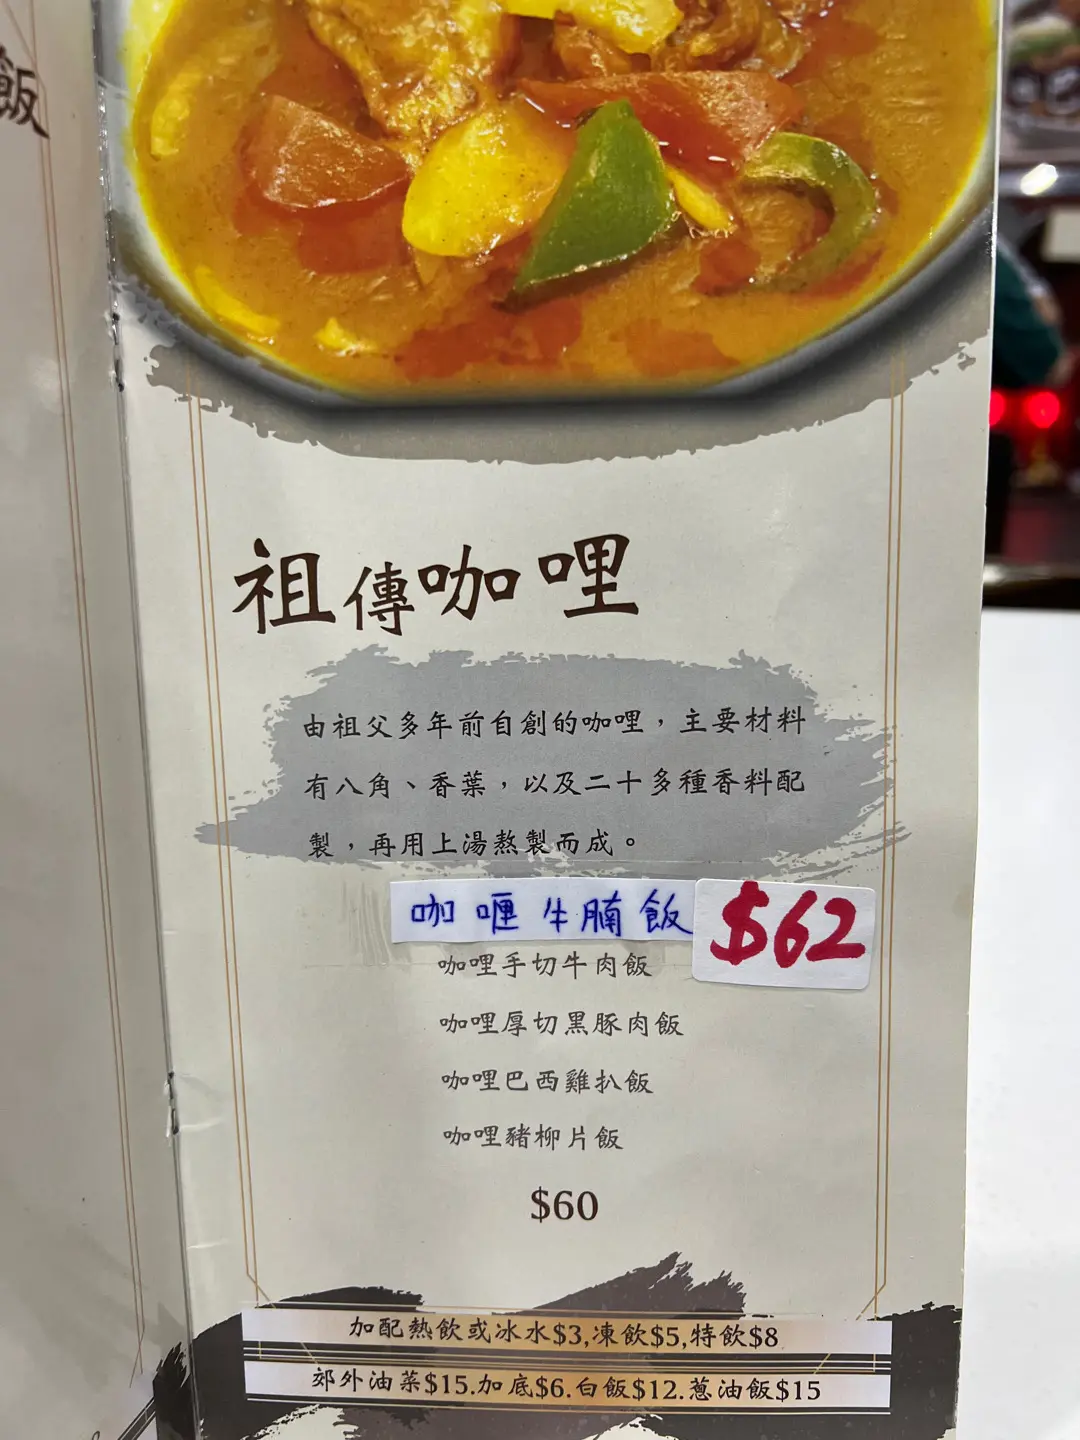 飯
祖傳咖哩
由祖父多年前自創的咖哩，主要材料
有八角、香葉，以及二十多種香料配
製，再用上湯熬製而成。
咖喱牛腩飯 $62
咖哩手切牛肉飯
咖哩厚切黑豚肉飯
咖哩巴西雞扒飯
咖哩豬柳片飯
$60
加配熱飲或冰水$3,凍飲$5,特飲$8
郊外油菜$15.加底$6.白飯$12.蔥油飯$15